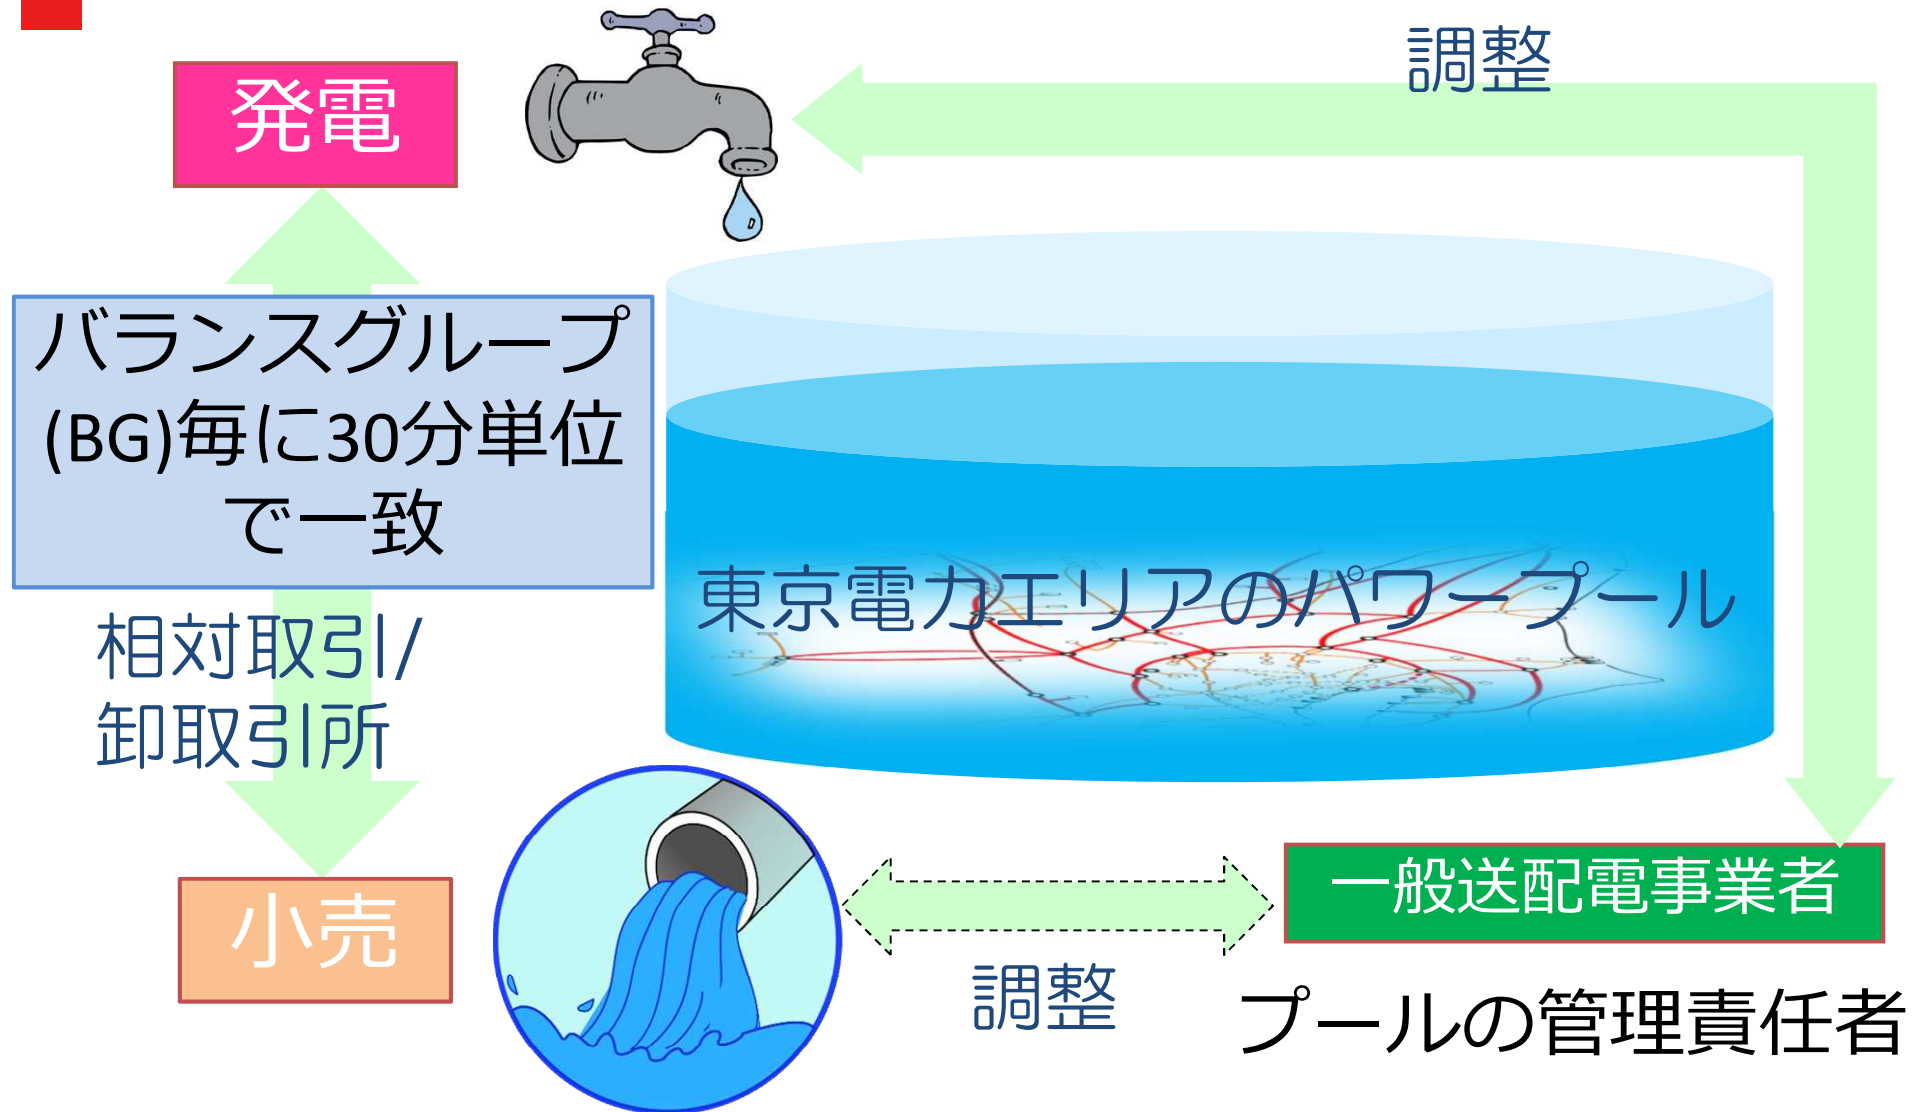 調整
発電
バランスグループ
(BG)毎に30分単位
で一致
東京電力エリアのパワープール
相対取引/
卸取引所
小売
一般送配電事業者
調整
プールの管理責任者